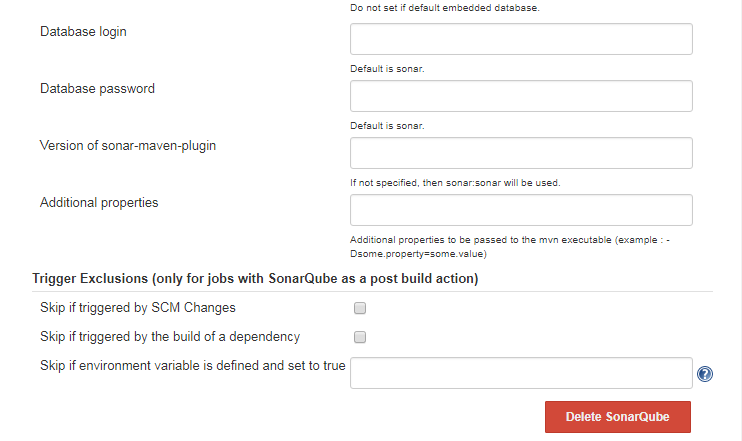 Do not set if default embedded database.
Database login
Default is sonar.
Database password
Default is sonar.
Version of sonar-maven-plugin
If not specified, then sonar:sonar will be used.
Additional properties
Additional properties to be passed to the mvn executable (example : -
Dsome.property=some.value)
Trigger Exclusions (only for jobs with SonarQube as a post build action)
Skip if triggered by SCM Changes
Skip if triggered by the build of a dependency
Skip if environment variable is defined and set to true
?
Delete SonarQube